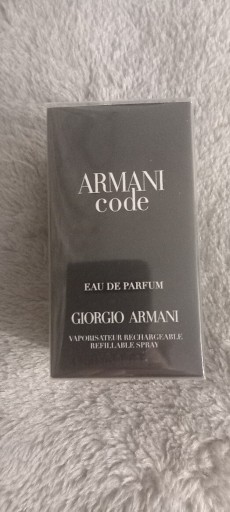 ARMANI
code
EAU DE PARFUM
GIORGIO ARMANI
VAPORISATEUR RECHARGEABLE
REFILLABLE SPRAY